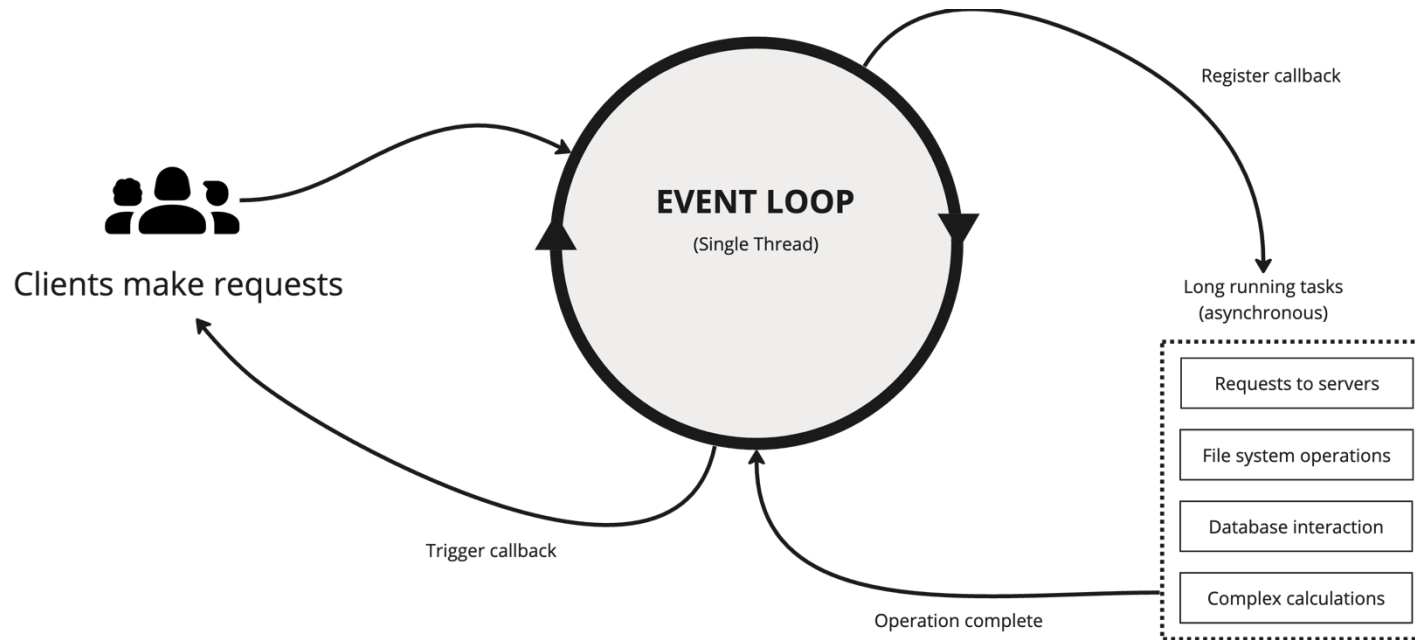 Register callback
EVENT LOOP
(Single Thread)
Clients make requests
Long running tasks
(asynchronous)
Requests to servers
File system operations
Database interaction
Complex calculations
Trigger callback
Operation complete